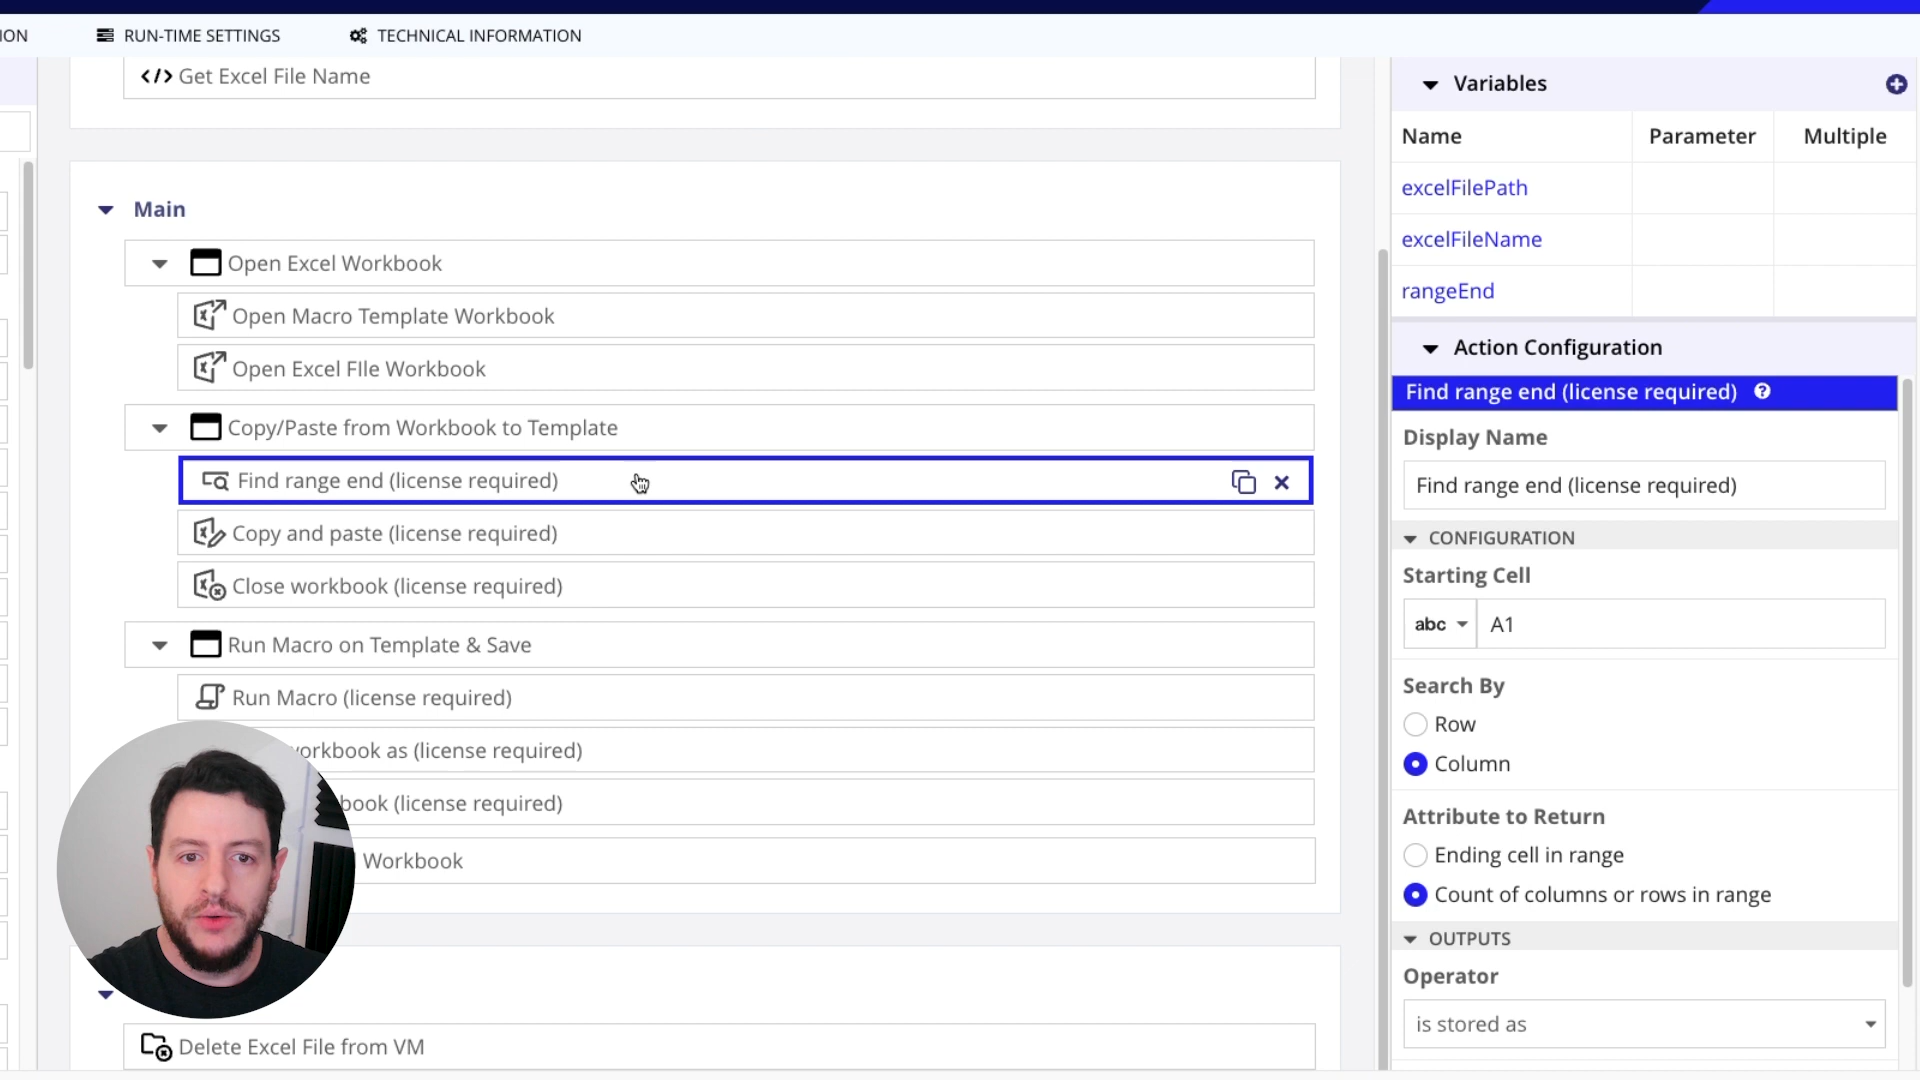 ION
RUN-TIME SETTINGS
TECHNICAL INFORMATION
</> Get Excel File Name
Main
Open Excel Workbook
Open Macro Template Workbook
Open Excel FIle Workbook
Copy/Paste from Workbook to Template
Find range end (license required)
Copy and paste (license required)
Close workbook (license required)
Run Macro on Template & Save
Run Macro (license required)
workbook as (license required)
book (license required)
Workbook
Delete Excel File from VM
Variables
Name Parameter Multiple
excelFilePath
excelFileName
rangeEnd
Action Configuration
Find range end (license required)
Display Name
Find range end (license required)
CONFIGURATION
Starting Cell
abc A1
Search By
Row
Column
Attribute to Return
Ending cell in range
Count of columns or rows in range
OUTPUTS
Operator
is stored as